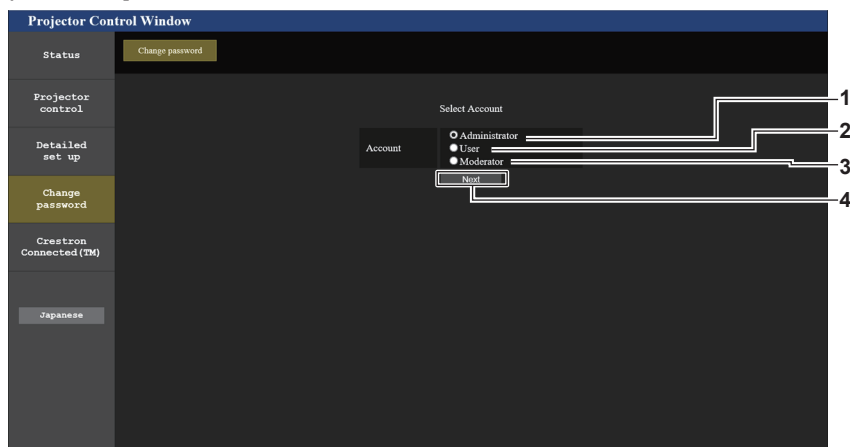 Projector Control Window
Status
Change password
Projector
control
Select Account
1
Administrator
2
Account
User
Detailed
set up
Moderator
3
Next
4
Change
password
Crestron
Connected(TM)
Japanese